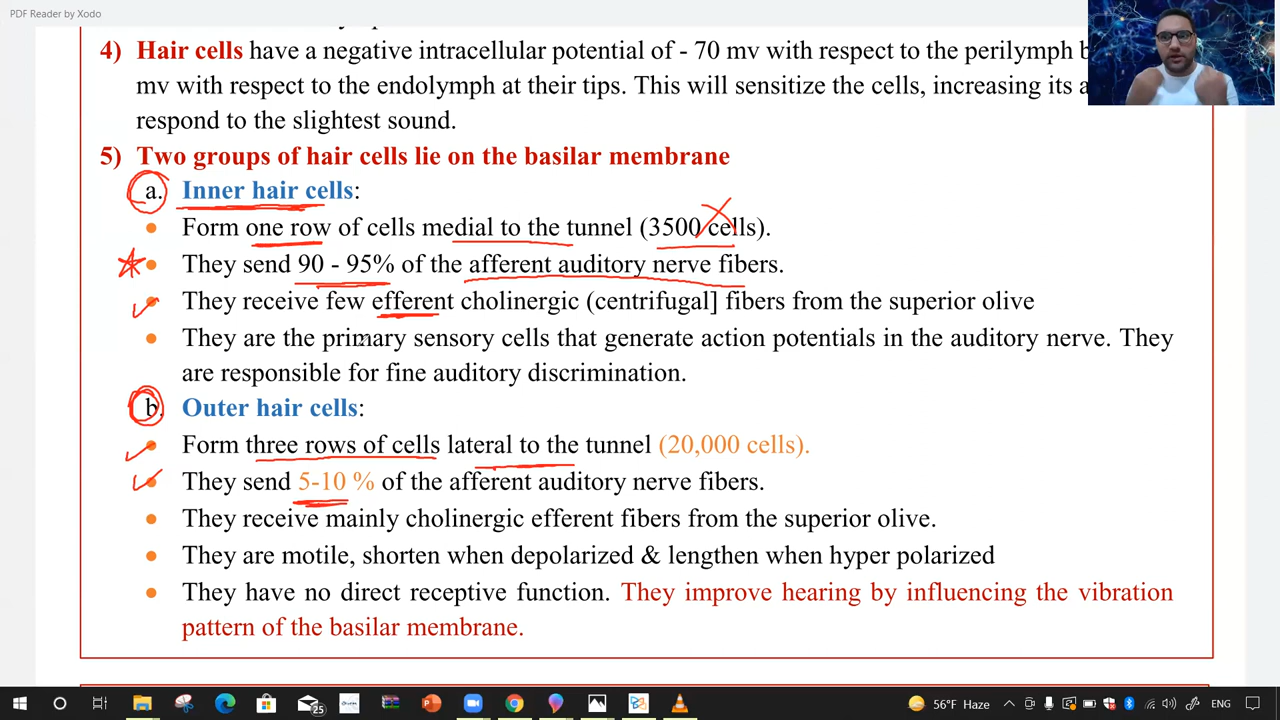 PDF Reader by Xodo
4) Hair cells have a negative intracellular potential of - 70 mv with respect to the perilymph
mv with respect to the endolymph at their tips. This will sensitize the cells, increasing its
respond to the slightest sound.
5) Two groups of hair cells lie on the basilar membrane
a. Inner hair cells:
• Form one row of cells medial to the tunnel (3500 cells).
• They send 90 - 95% of the afferent auditory nerve fibers.
• They receive few efferent cholinergic (centrifugal] fibers from the superior olive
• They are the primary sensory cells that generate action potentials in the auditory nerve. They
are responsible for fine auditory discrimination.
b. Outer hair cells:
• Form three rows of cells lateral to the tunnel (20,000 cells).
• They send 5-10 % of the afferent auditory nerve fibers.
• They receive mainly cholinergic efferent fibers from the superior olive.
• They are motile, shorten when depolarized & lengthen when hyper polarized
• They have no direct receptive function. They improve hearing by influencing the vibration
pattern of the basilar membrane.
25
56°F Haze
ENG